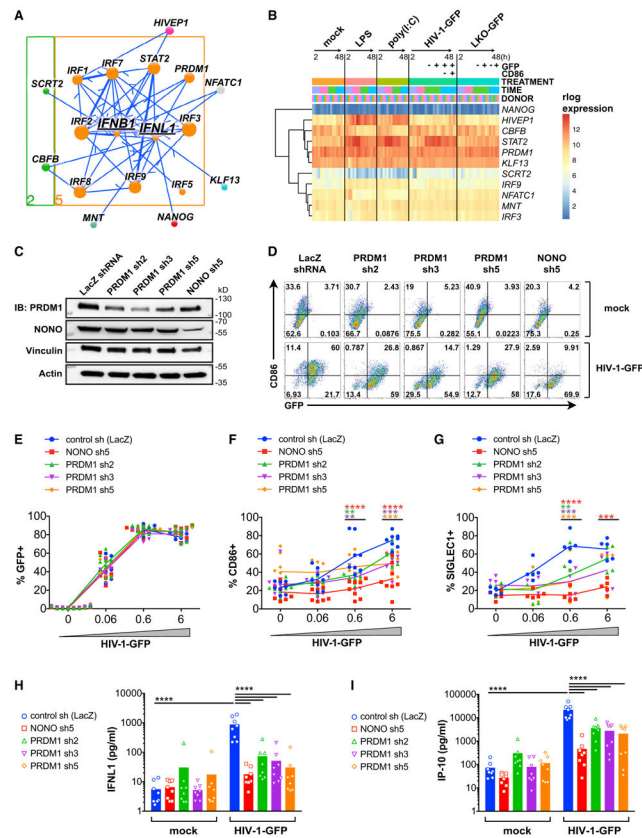 A
HIVEP1
STAT2
IRF7
IRF1
PRDM1
SCRT2
NFATC1
IRF2
IFNB1
IFNL1
IRF3
CBFB
IRF8
IRF9
IRF5
KLF13
2
5
MNT
NANOG
B
mock
LPS
poly(I:C)
HIV-1-GFP
LKO-GFP
2 48 2 48 2 48 2 48 2 48(h)
- + + + - + - + GFP
- + CD86
TREATMENT
TIME
DONOR
NANOG
HIVEP1
CBFB
STAT2
PRDM1
KLF13
SCRT2
IRF9
NFATC1
MNT
IRF3
rlog
expression
12
10
8
6
4
2
0
C
LacZ shRNA
PRDM1 sh2
PRDM1 sh3
PRDM1 sh5
NONO sh5
kD
IB: PRDM1
-130
-100
-70
NONO
-55
Vinculin
-130
-100
Actin
-55
-35
D
LacZ shRNA
PRDM1 sh2
PRDM1 sh3
PRDM1 sh5
NONO sh5
33.6 3.71 30.7 2.43 19 5.23 40.9 3.93 20.3 4.2
mock
62.6 0.103 66.7 0.0876 75.5 0.282 55.1 0.0223 75.3 0.25
11.4 60 0.787 26.8 0.867 14.7 1.29 27.9 2.59 9.91
HIV-1-GFP
6.93 21.7 13.4 59 29.5 54.9 12.7 58 17.6 69.9
CD86
GFP
E
control sh (LacZ)
NONO sh5
PRDM1 sh2
PRDM1 sh3
PRDM1 sh5
% GFP+
100
80
60
40
20
0
0 0.06 0.6 6
HIV-1-GFP
F
control sh (LacZ)
NONO sh5
PRDM1 sh2
PRDM1 sh3
PRDM1 sh5
**** ****
** ***
** ***
***
% CD86+
100
80
60
40
20
0
0 0.06 0.6 6
HIV-1-GFP
G
control sh (LacZ)
NONO sh5
PRDM1 sh2
PRDM1 sh3
PRDM1 sh5
**** ***
**
***
***
% SIGLEC1+
100
80
60
40
20
0
0 0.06 0.6 6
HIV-1-GFP
H
control sh (LacZ)
NONO sh5
PRDM1 sh2
PRDM1 sh3
PRDM1 sh5
**** ****
IFNL1 (pg/ml)
10000
1000
100
10
1
mock HIV-1-GFP
I
control sh (LacZ)
NONO sh5
PRDM1 sh2
PRDM1 sh3
PRDM1 sh5
**** ****
IP-10 (pg/ml)
100000
10000
1000
100
10
1
mock HIV-1-GFP